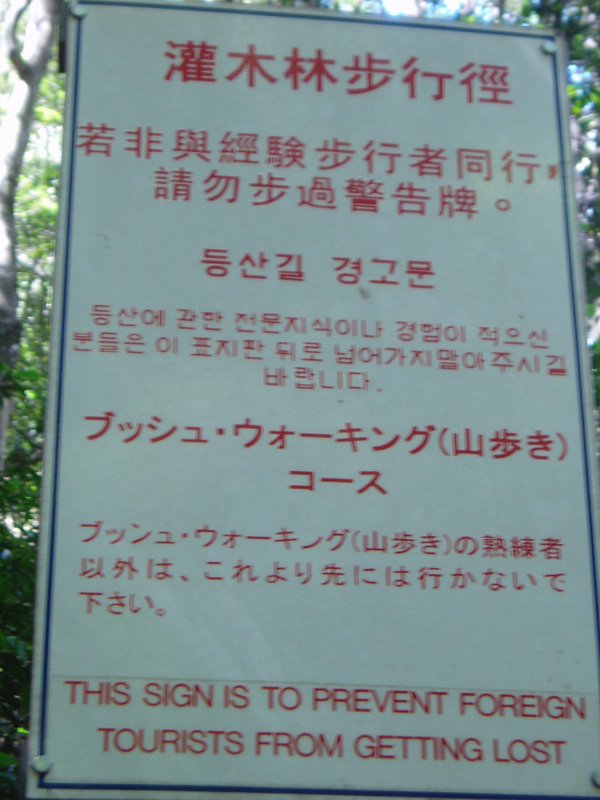 灌木林步行徑
若非與經驗步行者同行，
請勿步過警告牌。
등산길 경고문
등산에 관한 전문지식이나 경험이 적으신
분들은 이 표지판 뒤로 넘어가지말아주시길
바랍니다.
ブッシュ・ウォーキング(山歩き)
コース
ブッシュ・ウォーキング(山歩き)の熟練者
以外は、これより先には行かないで
下さい。
THIS SIGN IS TO PREVENT FOREIGN
TOURISTS FROM GETTING LOST